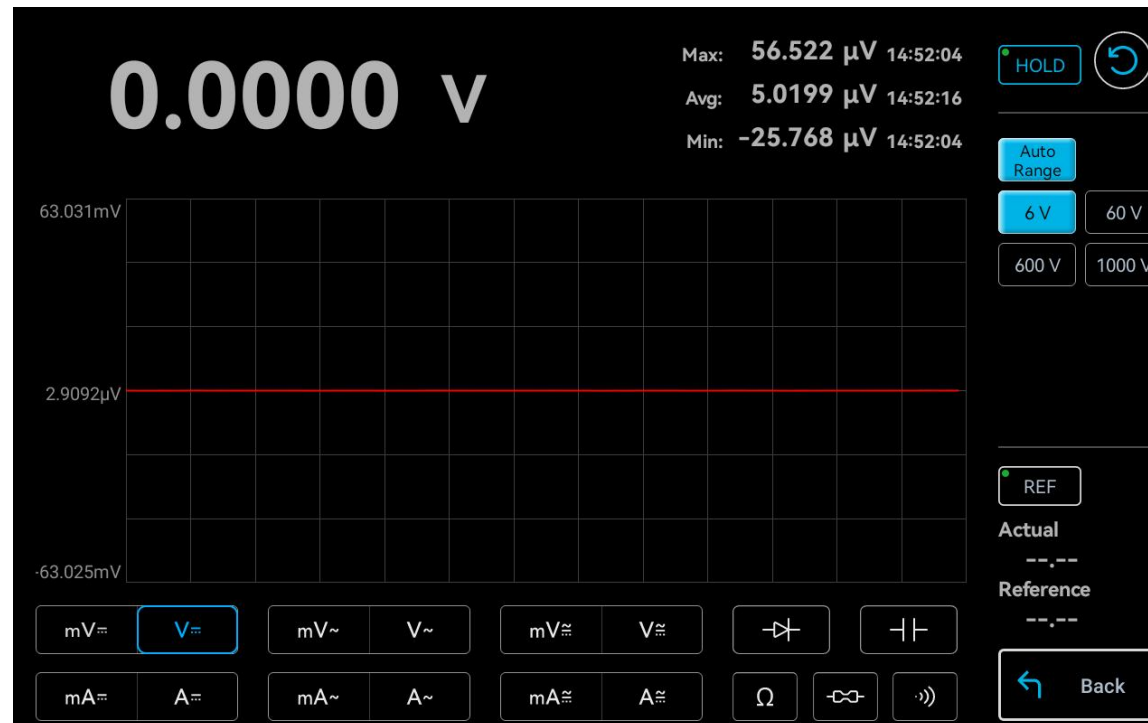 0.0000 V
Max: 56.522 μV 14:52:04
Avg: 5.0199 μV 14:52:16
Min: -25.768 μV 14:52:04
HOLD
Auto
Range
6 V 60 V
600 V 1000 V
63.031mV
2.9092μV
-63.025mV
REF
Actual
--.--
Reference
--.--
mV⎓ V⎓ mV~ V~ mV≅ V≅
mA⎓ A⎓ mA~ A~ mA≅ A≅ Ω
Back